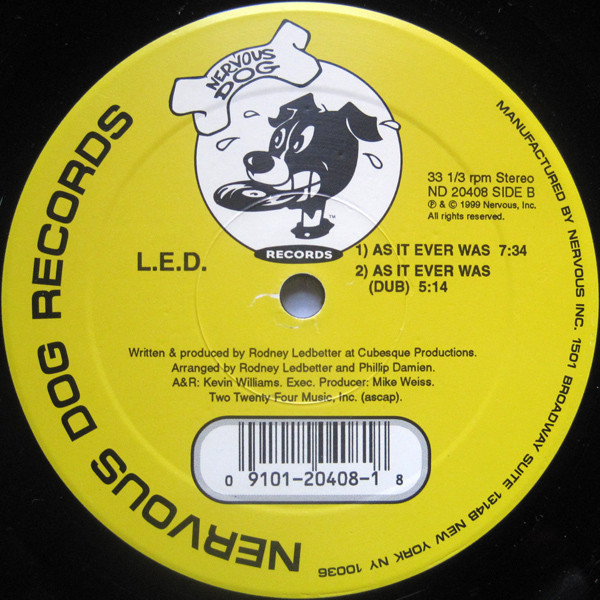 NERVOUS
DOG
™
RECORDS
NERVOUS DOG RECORDS
MANUFACTURED BY NERVOUS INC. 1501 BROADWAY SUITE 1314B NEW YORK NY 10036
33 1/3 rpm Stereo
ND 20408 SIDE B
℗ & © 1999 Nervous, Inc.
All rights reserved.
L.E.D.
1) AS IT EVER WAS 7:34
2) AS IT EVER WAS
(DUB) 5:14
Written & produced by Rodney Ledbetter at Cubesque Productions.
Arranged by Rodney Ledbetter and Phillip Damien.
A&R: Kevin Williams. Exec. Producer: Mike Weiss.
Two Twenty Four Music, Inc. (ascap).
0 9101-20408-1 8